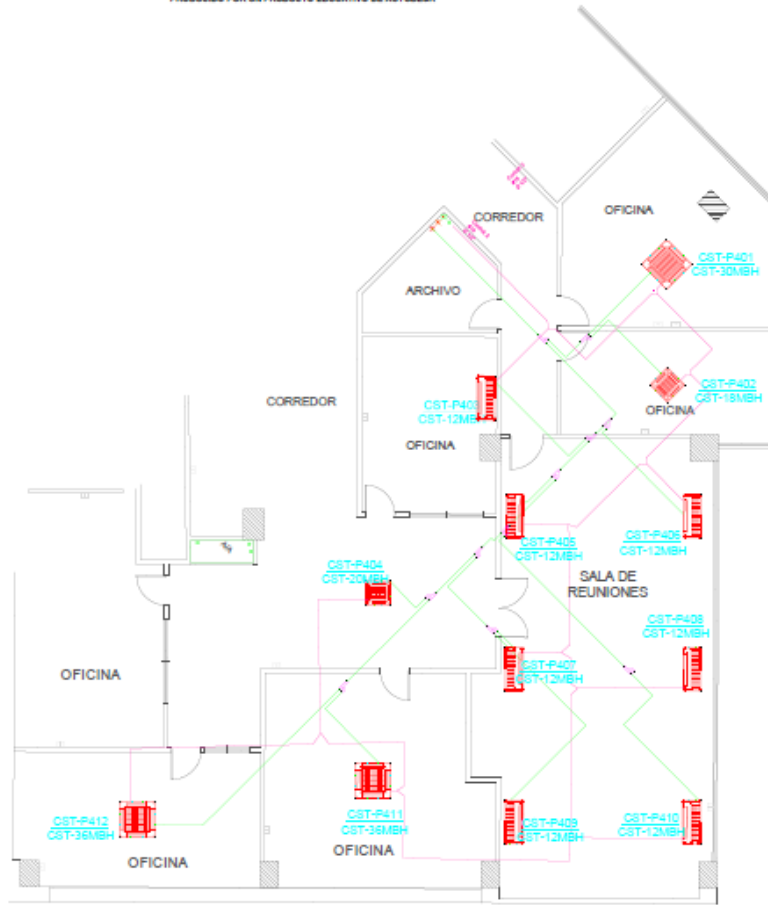 CORREDOR
OFICINA
CST-P401
CST-30MBH
ARCHIVO
CST-P402
CST-18MBH
OFICINA
CORREDOR
CST-P403
CST-12MBH
OFICINA
CST-P405
CST-12MBH
CST-P406
CST-12MBH
CST-P404
CST-20MBH
SALA DE
REUNIONES
CST-P408
CST-12MBH
CST-P407
CST-12MBH
OFICINA
CST-P412
CST-36MBH
OFICINA
CST-P411
CST-36MBH
OFICINA
CST-P409
CST-12MBH
CST-P410
CST-12MBH